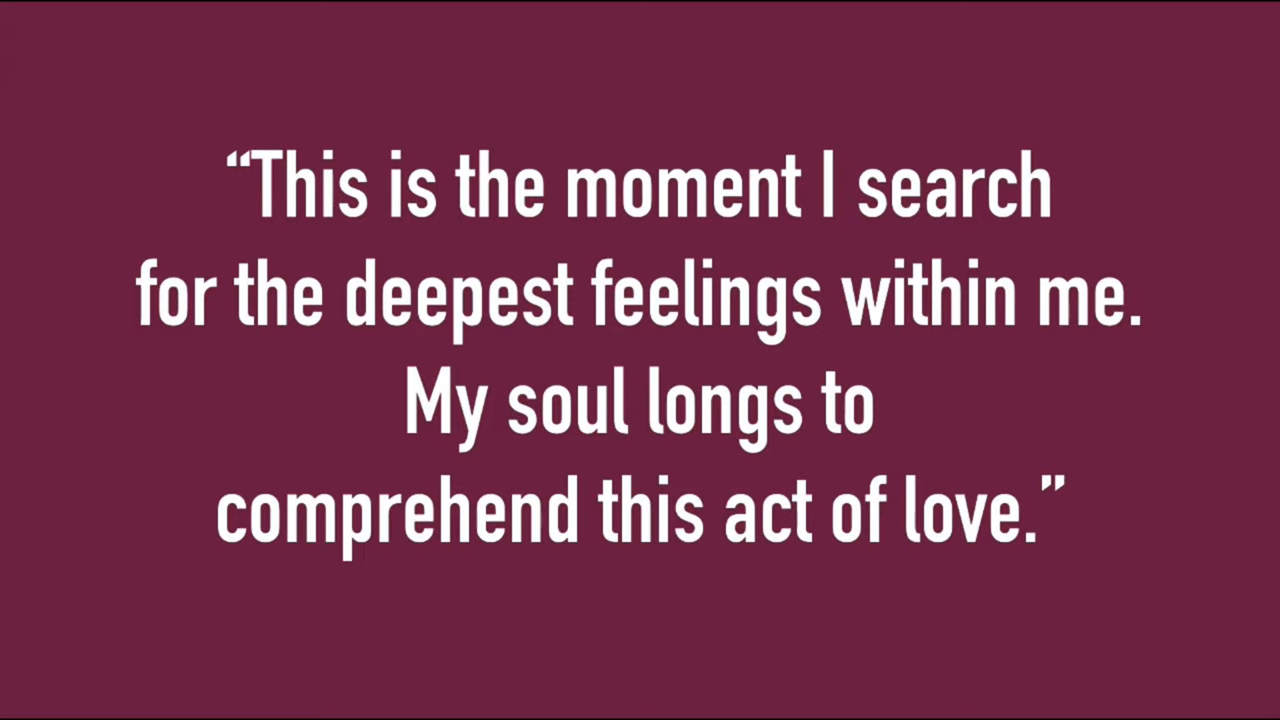 “This is the moment I search
for the deepest feelings within me.
My soul longs to
comprehend this act of love.”